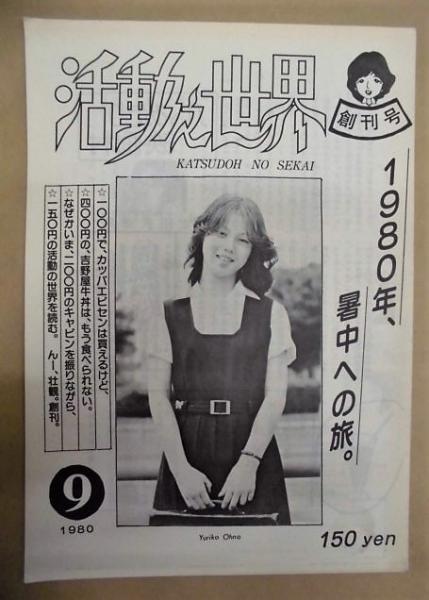 活動の世界
創刊号
KATSUDOH NO SEKAI
1980年、
暑中への旅。
☆一〇〇円で、カッパエビセンは買えるけど、
☆四〇〇円の、吉野屋牛丼は、もう食べられない。
☆なぜかいま、二〇〇円のキャビンを振りながら、
☆一五〇円の活動の世界を読む。んー、壮観。創刊。
9
1980
Yuriko Ohno
150 yen